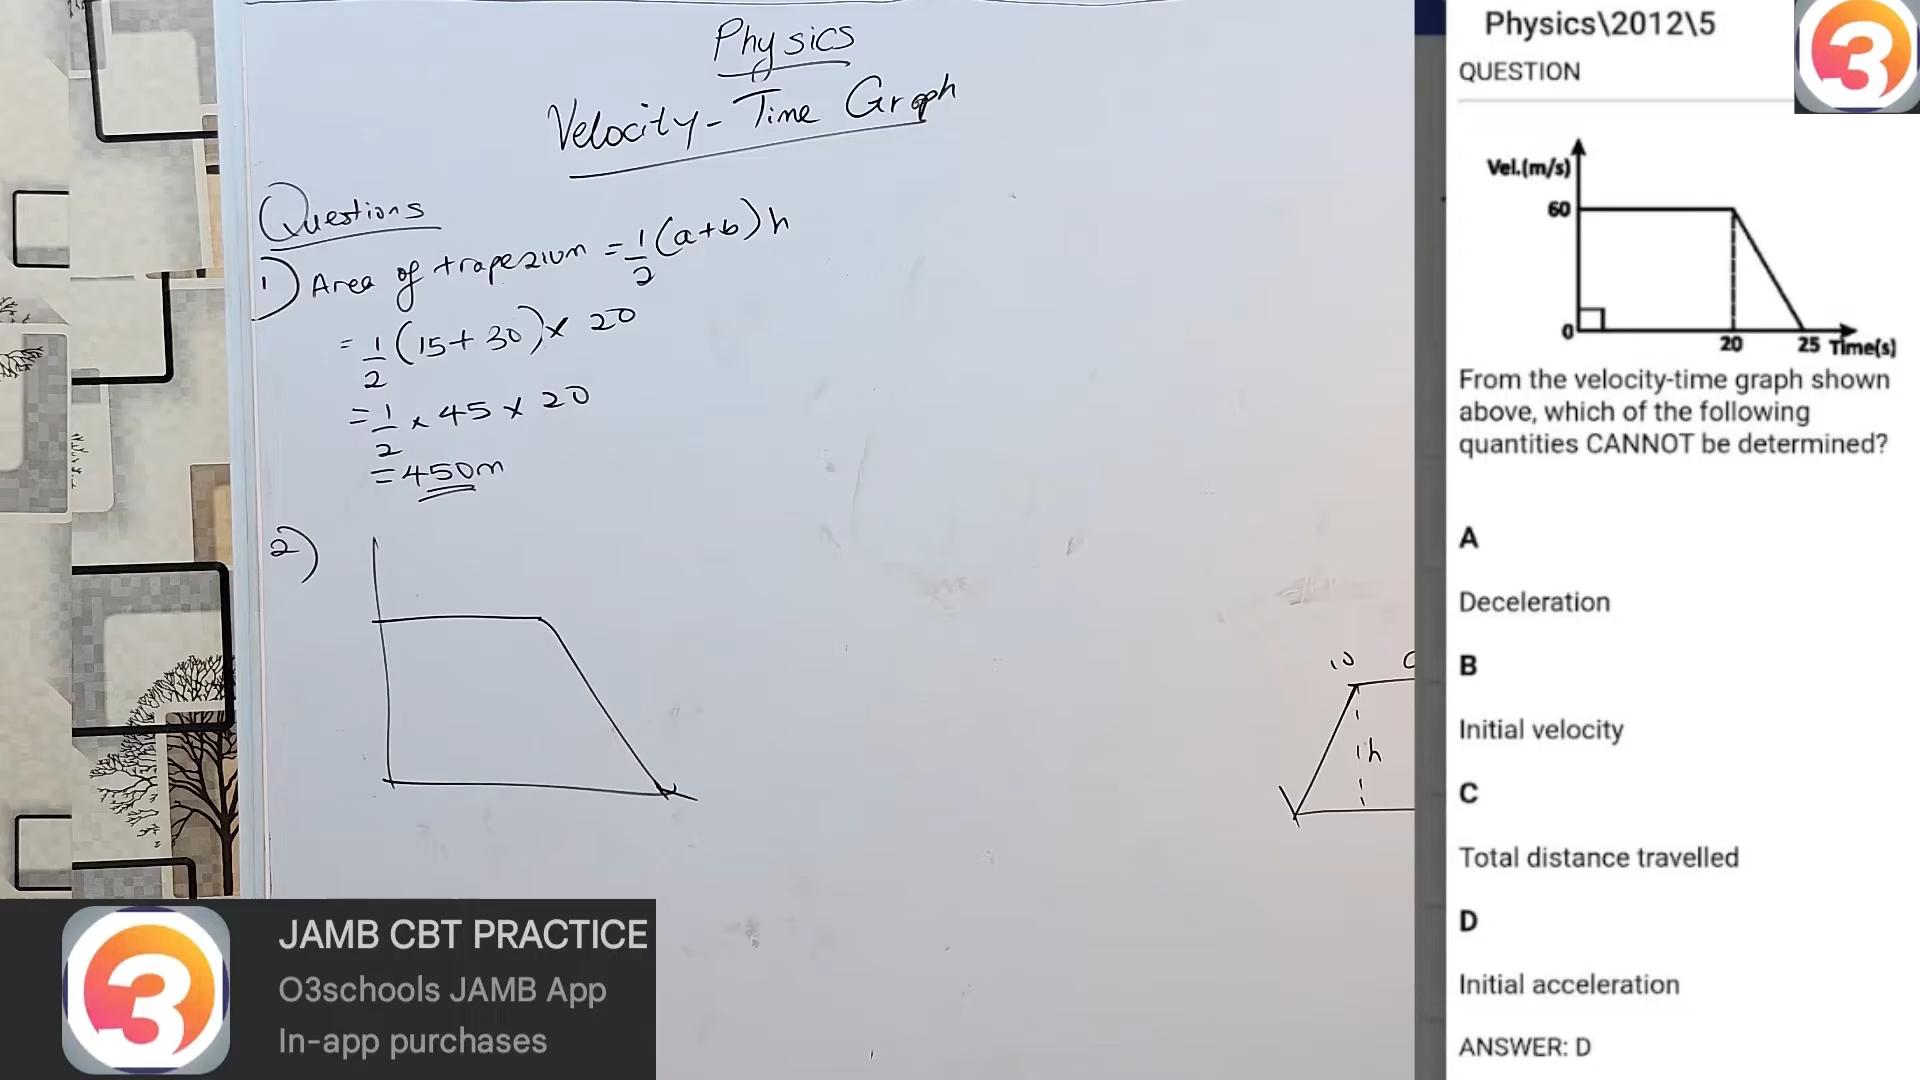 Physics
Velocity-Time Graph
Questions
1) Area of trapezium = 1/2 (a+b) h
= 1/2 (15+30) × 20
= 1/2 × 45 × 20
= 450m
2)
10
h
JAMB CBT PRACTICE
O3schools JAMB App
In-app purchases
Physics\2012\5
QUESTION
3
Vel.(m/s)
60
0
20 25 Time(s)
From the velocity-time graph shown
above, which of the following
quantities CANNOT be determined?
A
Deceleration
B
Initial velocity
C
Total distance travelled
D
Initial acceleration
ANSWER: D
3